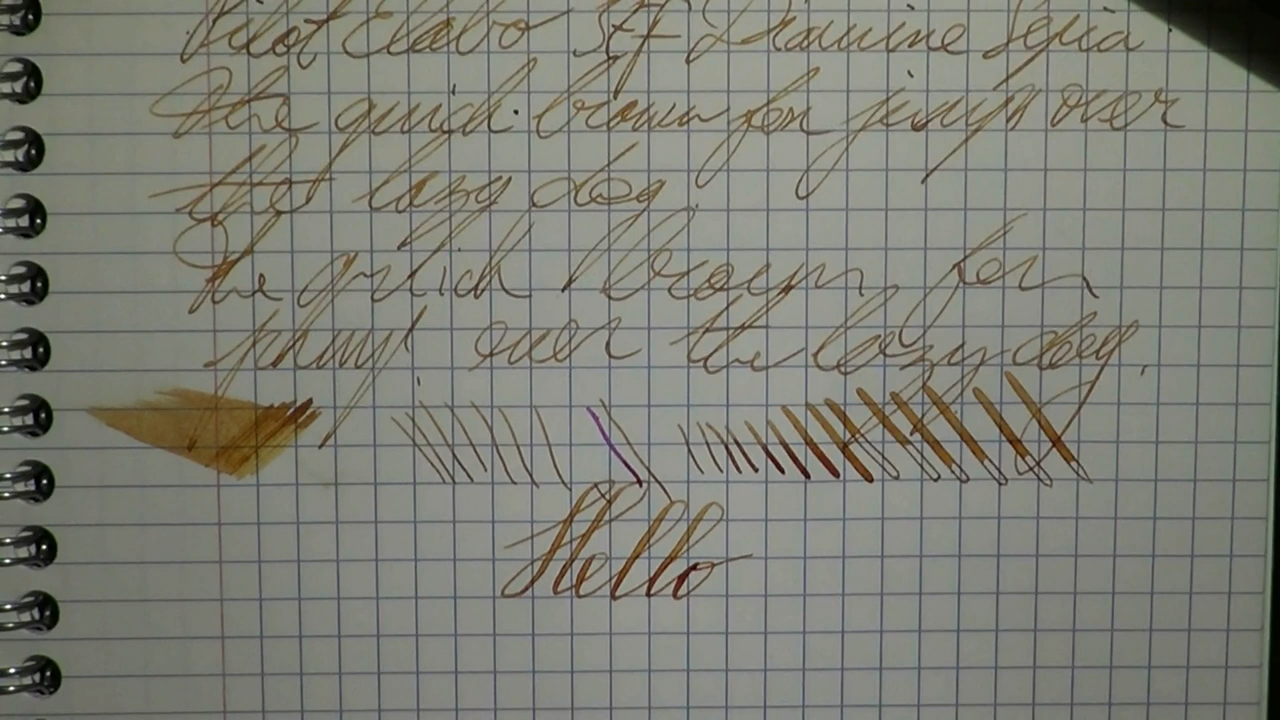 Pilot Elabo SEF Diamine Sepia
The quick brown fox jumps over
the lazy dog.
The quick brown fox
jumps over the lazy dog.
Hello